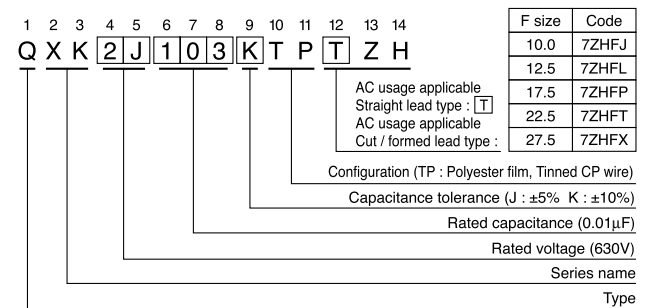 1 2 3 4 5 6 7 8 9 10 11 12 13 14
Q X K 2 J 1 0 3 K T P T Z H
AC usage applicable
Straight lead type : T
AC usage applicable
Cut / formed lead type :
F size Code
10.0 7ZHFJ
12.5 7ZHFL
17.5 7ZHFP
22.5 7ZHFT
27.5 7ZHFX
Configuration (TP : Polyester film, Tinned CP wire)
Capacitance tolerance (J : ±5% K : ±10%)
Rated capacitance (0.01μF)
Rated voltage (630V)
Series name
Type